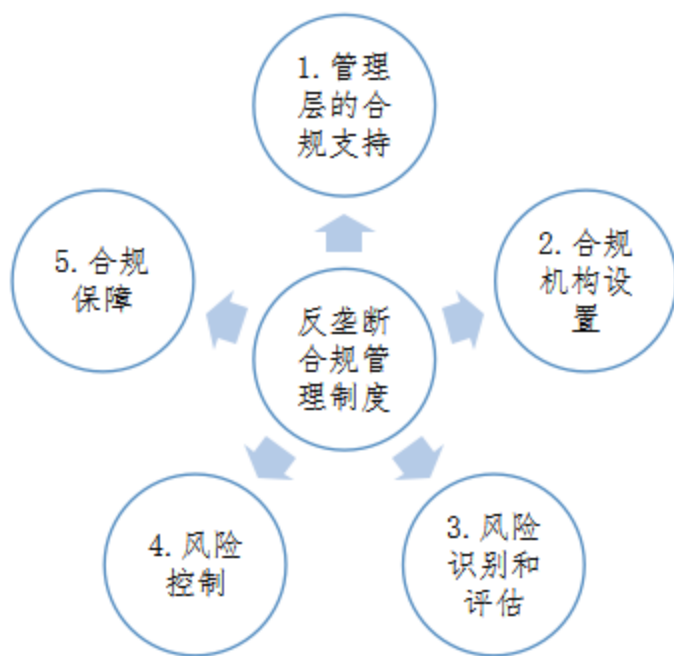 1.管理
层的合
规支持
2.合规
机构设
置
3.风险
识别和
评估
4.风险
控制
5.合规
保障
反垄断
合规管
理制度